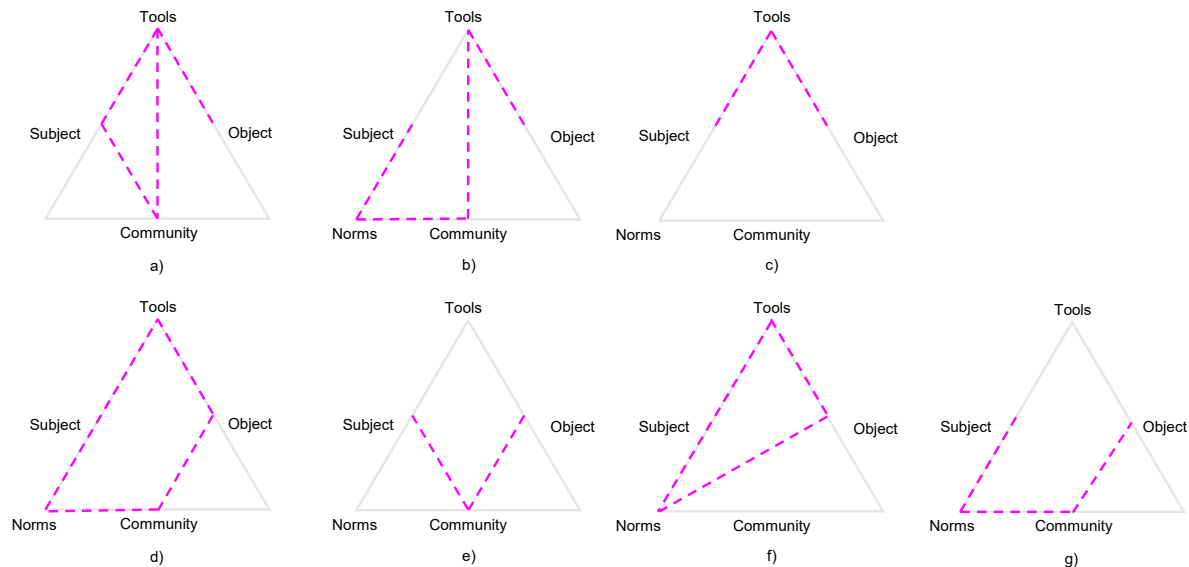 Tools
Subject
Object
Community
a)
Tools
Subject
Object
Norms
Community
b)
Tools
Subject
Object
Norms
Community
c)
Tools
Subject
Object
Norms
Community
d)
Tools
Subject
Object
Community
e)
Tools
Subject
Object
Norms
Community
f)
Tools
Subject
Object
Norms
Community
g)